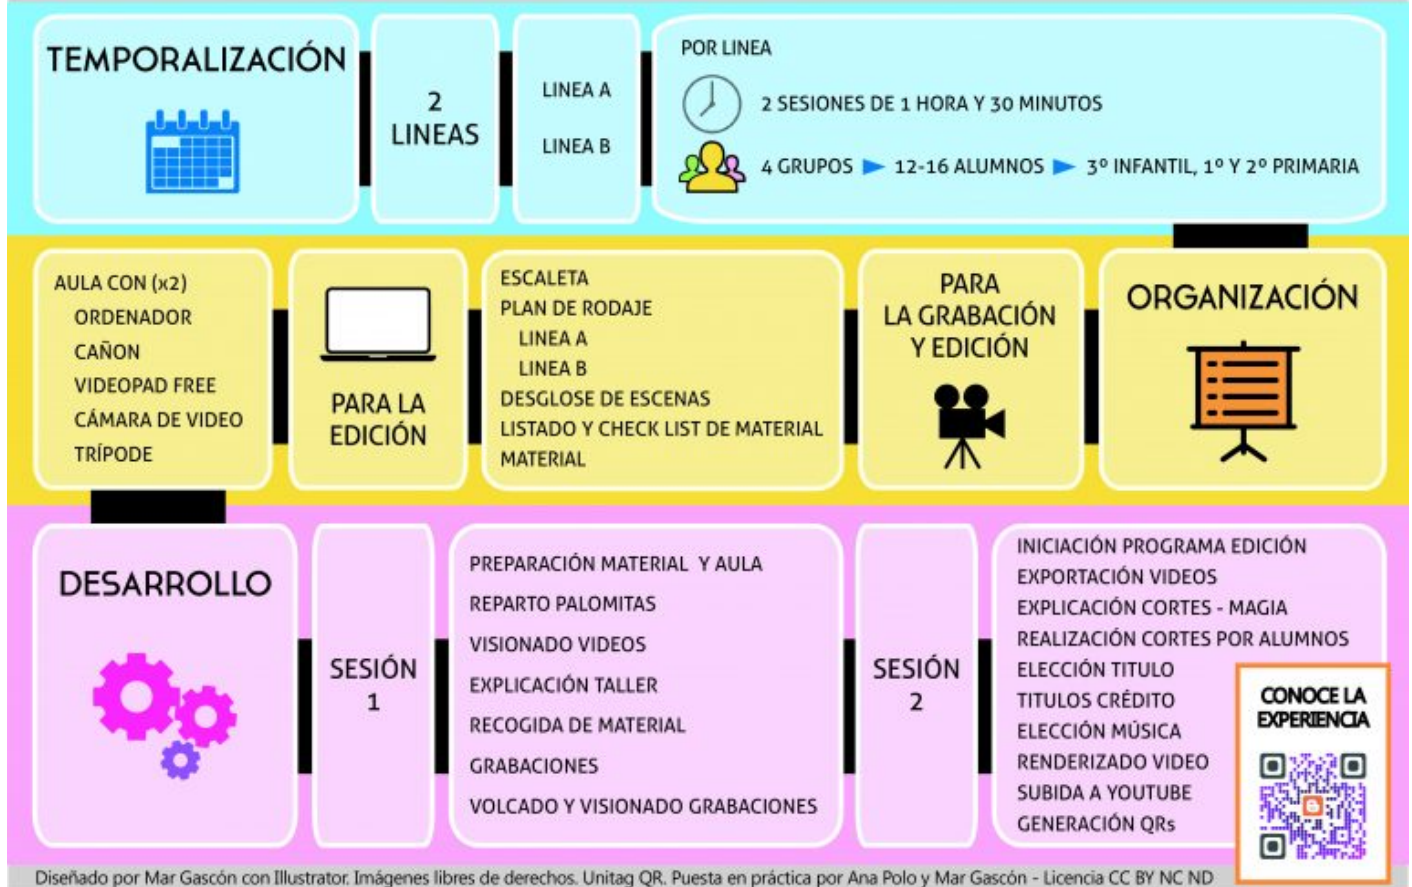 TEMPORALIZACIÓN
2
LINEAS
LINEA A
LINEA B
POR LINEA
2 SESIONES DE 1 HORA Y 30 MINUTOS
4 GRUPOS 12-16 ALUMNOS 3º INFANTIL, 1º Y 2º PRIMARIA
ORGANIZACIÓN
PARA
LA GRABACIÓN
Y EDICIÓN
ESCALETA
PLAN DE RODAJE
LINEA A
LINEA B
DESGLOSE DE ESCENAS
LISTADO Y CHECK LIST DE MATERIAL
MATERIAL
PARA LA
EDICIÓN
AULA CON (x2)
ORDENADOR
CAÑON
VIDEOPAD FREE
CÁMARA DE VIDEO
TRÍPODE
DESARROLLO
SESIÓN
1
PREPARACIÓN MATERIAL Y AULA
REPARTO PALOMITAS
VISIONADO VIDEOS
EXPLICACIÓN TALLER
RECOGIDA DE MATERIAL
GRABACIONES
VOLCADO Y VISIONADO GRABACIONES
SESIÓN
2
INICIACIÓN PROGRAMA EDICIÓN
EXPORTACIÓN VIDEOS
EXPLICACIÓN CORTES - MAGIA
REALIZACIÓN CORTES POR ALUMNOS
ELECCIÓN TITULO
TITULOS CRÉDITO
ELECCIÓN MÚSICA
RENDERIZADO VIDEO
SUBIDA A YOUTUBE
GENERACIÓN QRs
CONOCE LA
EXPERIENCIA
Diseñado por Mar Gascón con Illustrator. Imágenes libres de derechos. Unitag QR. Puesta en práctica por Ana Polo y Mar Gascón - Licencia CC BY NC ND